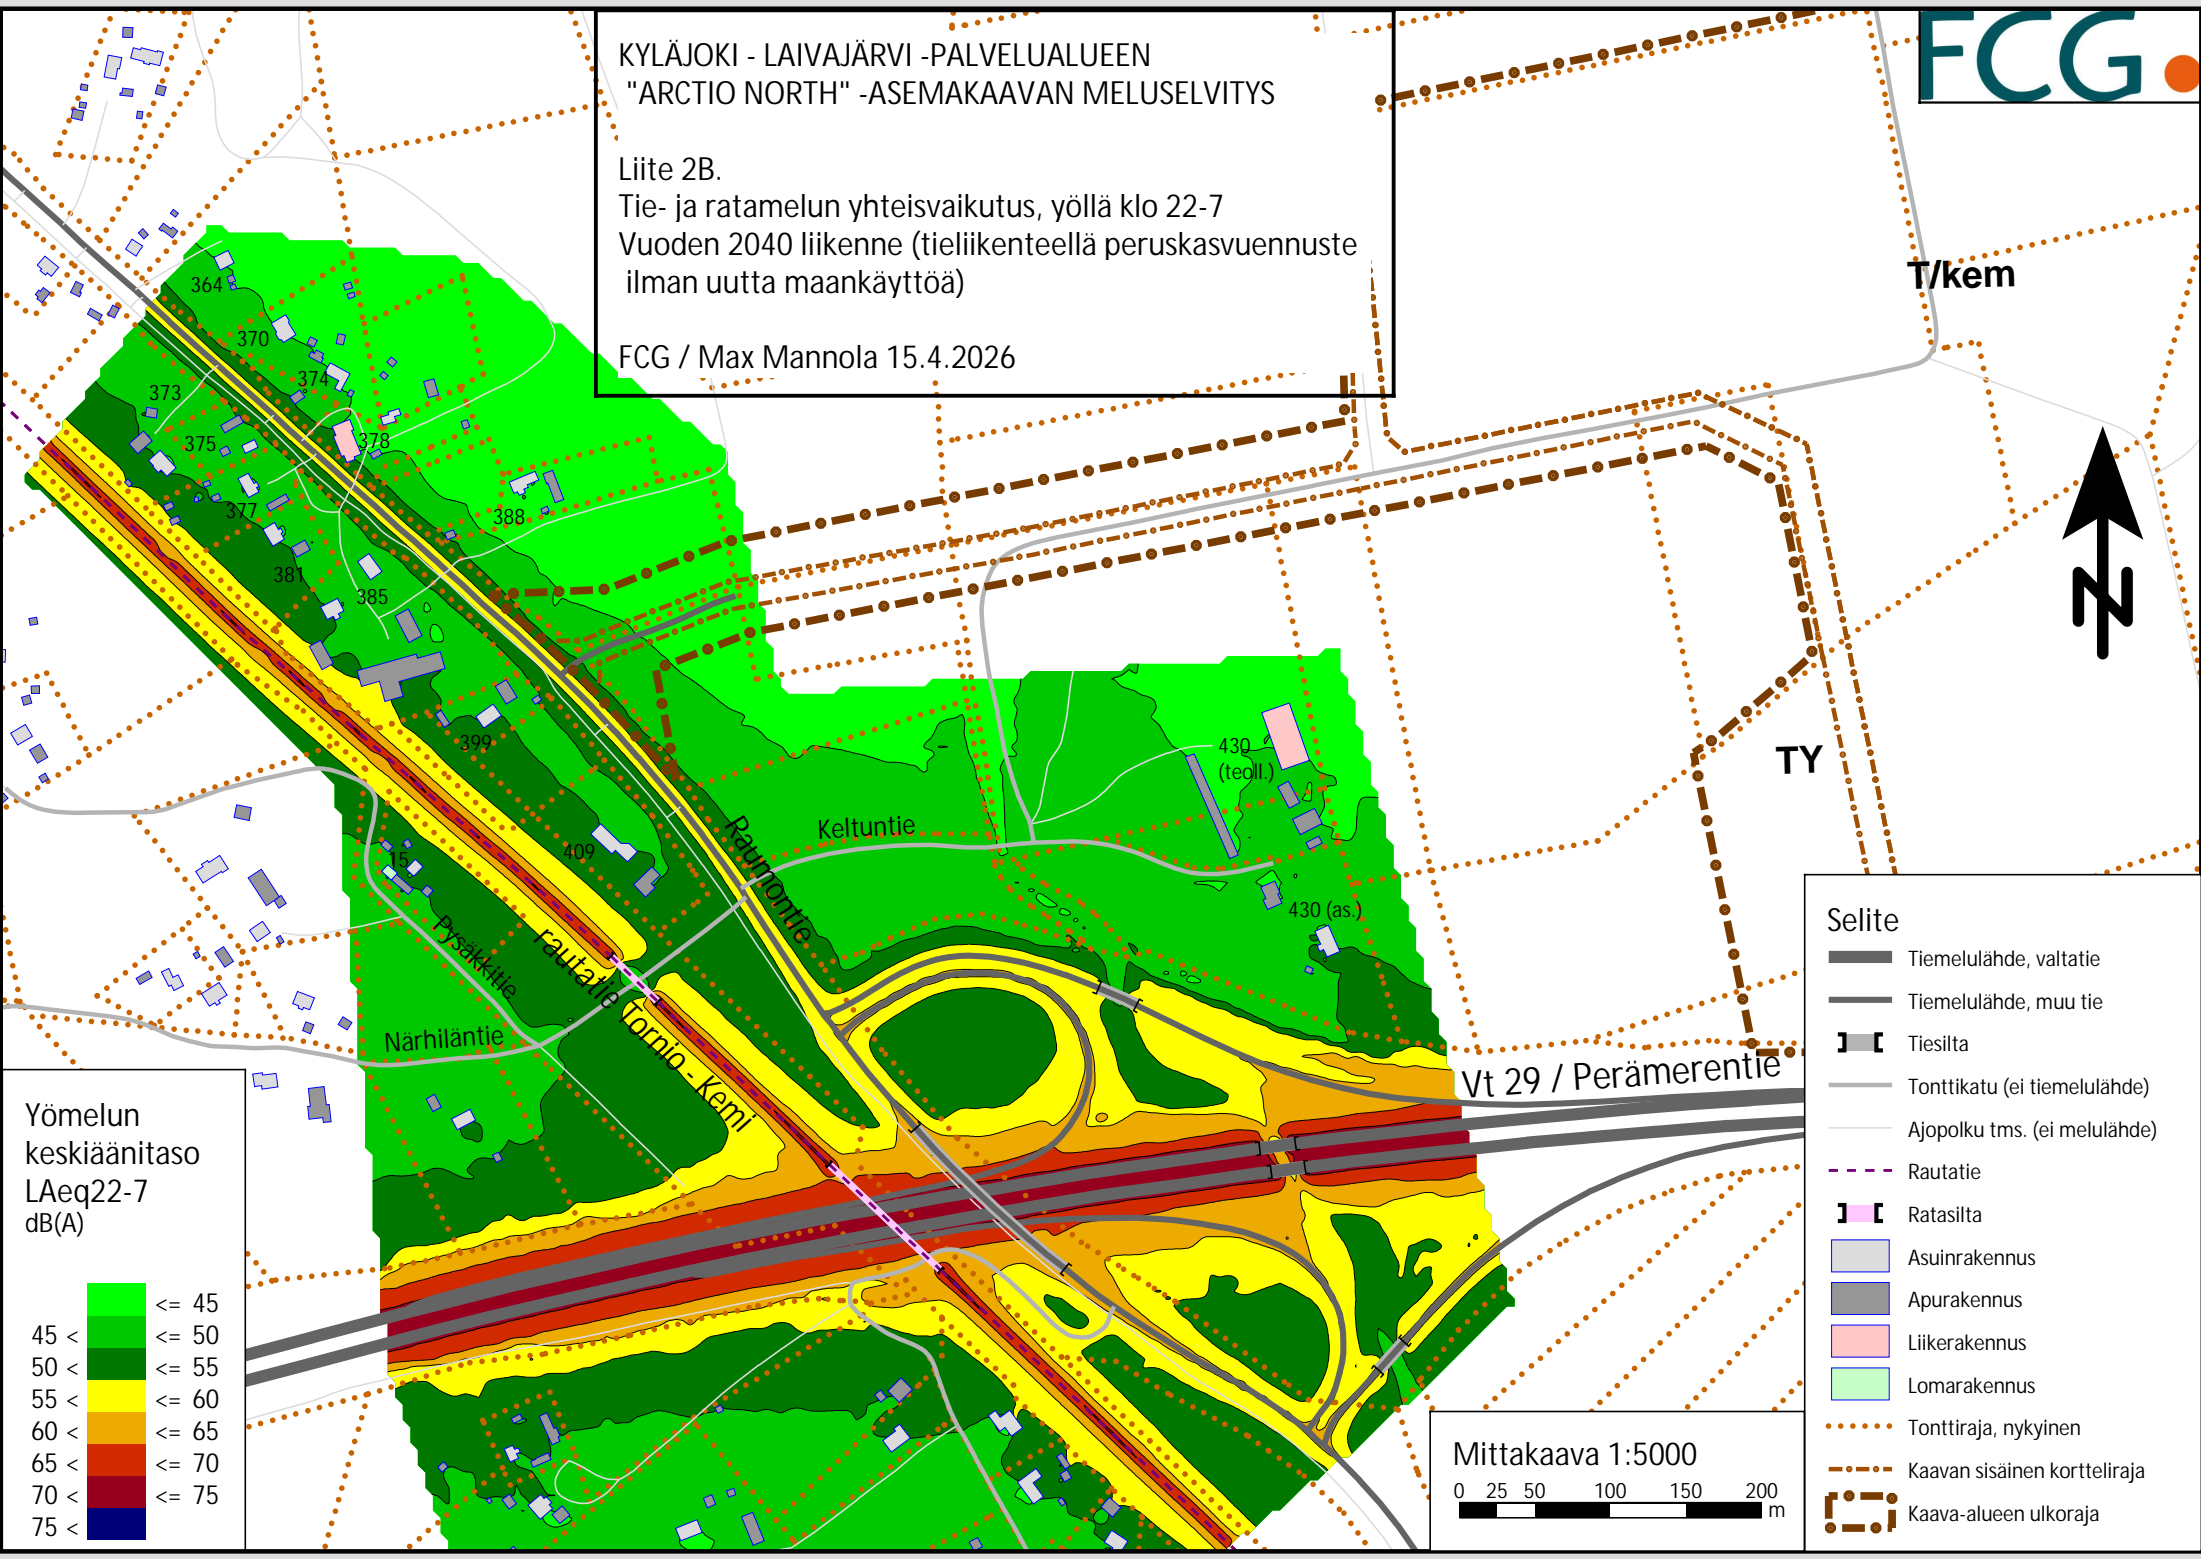 KYLÄJOKI - LAIVAJÄRVI -PALVELUALUEEN
"ARCTIO NORTH" -ASEMAKAAVAN MELUSELVITYS
Liite 2B.
Tie- ja ratamelun yhteisvaikutus, yöllä klo 22-7
Vuoden 2040 liikenne (tieliikenteellä peruskasvuennuste
ilman uutta maankäyttöä)
FCG / Max Mannola 15.4.2026
FCG
T/kem
N
364
370
374
373
378
375
377
388
381
385
399
409
15
430
(teoll.)
430 (as.)
TY
Keltuntie
Raumontie
Pysäkkitie
rautatie Tornio - Kemi
Närhiläntie
Vt 29 / Perämerentie
Yömelun
keskiäänitaso
LAeq22-7
dB(A)
<= 45
45 < <= 50
50 < <= 55
55 < <= 60
60 < <= 65
65 < <= 70
70 < <= 75
75 <
Mittakaava 1:5000
0 25 50 100 150 200
m
Selite
Tiemelulähde, valtatie
Tiemelulähde, muu tie
Tiesilta
Tonttikatu (ei tiemelulähde)
Ajopolku tms. (ei melulähde)
Rautatie
Ratasilta
Asuinrakennus
Apurakennus
Liikerakennus
Lomarakennus
Tonttiraja, nykyinen
Kaavan sisäinen kortteliraja
Kaava-alueen ulkoraja